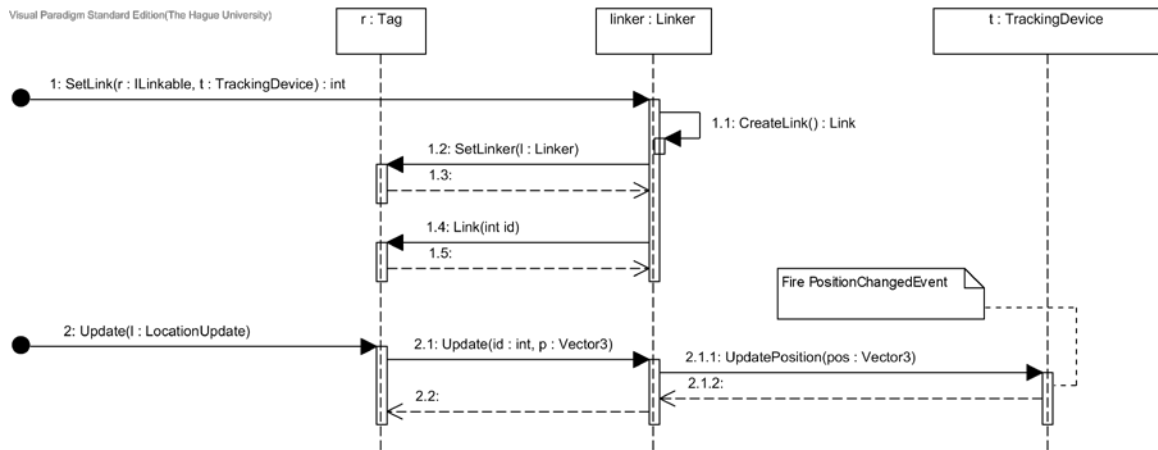 Visual Paradigm Standard Edition(The Hague University)
r : Tag
linker : Linker
t : TrackingDevice
1: SetLink(r : ILinkable, t : TrackingDevice) : int
1.1: CreateLink() : Link
1.2: SetLinker(l : Linker)
1.3:
1.4: Link(int id)
1.5:
Fire PositionChangedEvent
2: Update(l : LocationUpdate)
2.1: Update(id : int, p : Vector3)
2.1.1: UpdatePosition(pos : Vector3)
2.1.2:
2.2: